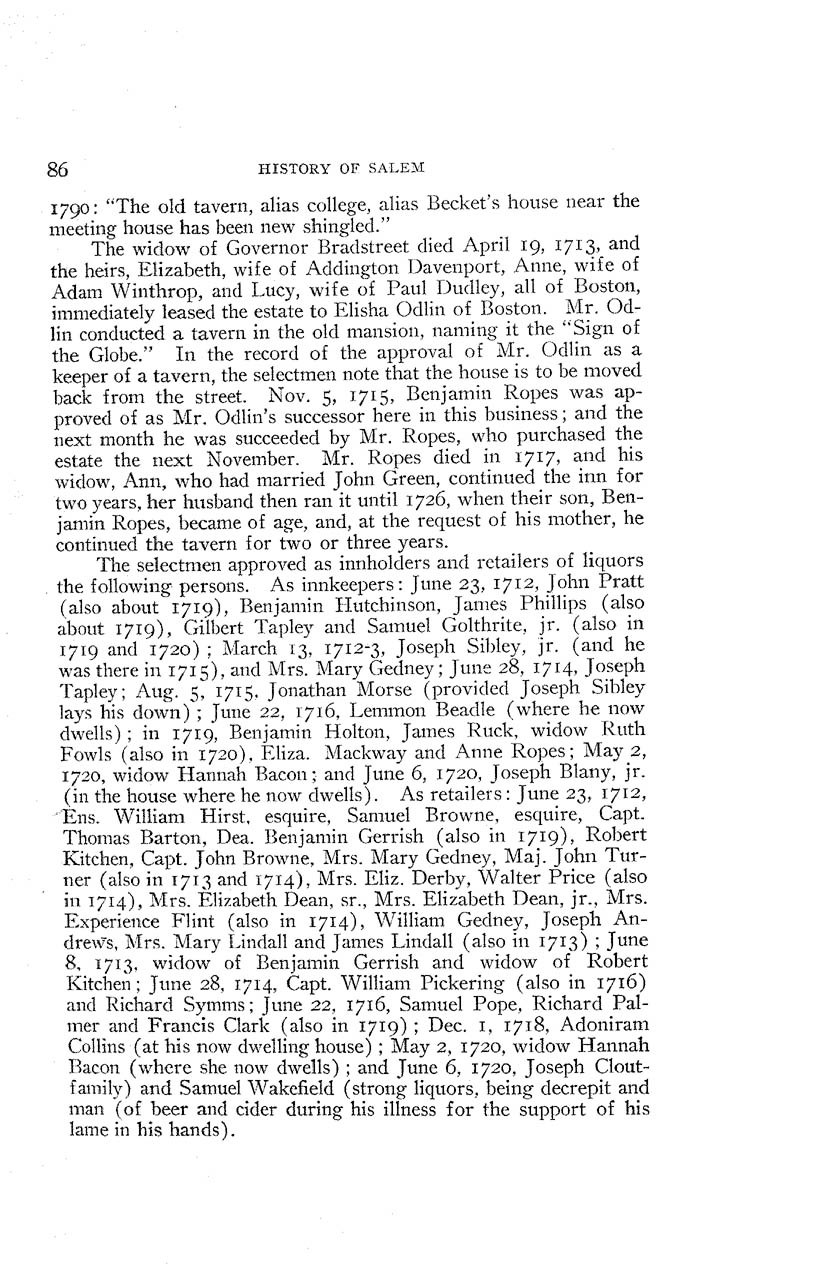 86 HISTORY OF SALEM
1790: “The old tavern, alias college, alias Becket’s house near the
meeting house has been new shingled.”
The widow of Governor Bradstreet died April 19, 1713, and
the heirs, Elizabeth, wife of Addington Davenport, Anne, wife of
Adam Winthrop, and Lucy, wife of Paul Dudley, all of Boston,
immediately leased the estate to Elisha Odlin of Boston. Mr. Od-
lin conducted a tavern in the old mansion, naming it the “Sign of
the Globe.” In the record of the approval of Mr. Odlin as a
keeper of a tavern, the selectmen note that the house is to be moved
back from the street. Nov. 5, 1715, Benjamin Ropes was ap-
proved of as Mr. Odlin’s successor here in this business; and the
next month he was succeeded by Mr. Ropes, who purchased the
estate the next November. Mr. Ropes died in 1717, and his
widow, Ann, who had married John Green, continued the inn for
two years, her husband then ran it until 1726, when their son, Ben-
jamin Ropes, became of age, and, at the request of his mother, he
continued the tavern for two or three years.
The selectmen approved as innholders and retailers of liquors
the following persons. As innkeepers: June 23, 1712, John Pratt
(also about 1719), Benjamin Hutchinson, James Phillips (also
about 1719), Gilbert Tapley and Samuel Golthrite, jr. (also in
1719 and 1720); March 13, 1712-3, Joseph Sibley, jr. (and he
was there in 1715), and Mrs. Mary Gedney; June 28, 1714, Joseph
Tapley; Aug. 5, 1715, Jonathan Morse (provided Joseph Sibley
lays his down); June 22, 1716, Lemmon Beadle (where he now
dwells); in 1719, Benjamin Holton, James Ruck, widow Ruth
Fowls (also in 1720), Eliza. Mackway and Anne Ropes; May 2,
1720, widow Hannah Bacon; and June 6, 1720, Joseph Blany, jr.
(in the house where he now dwells). As retailers: June 23, 1712,
Ens. William Hirst, esquire, Samuel Browne, esquire, Capt.
Thomas Barton, Dea. Benjamin Gerrish (also in 1719), Robert
Kitchen, Capt. John Browne, Mrs. Mary Gedney, Maj. John Tur-
ner (also in 1713 and 1714), Mrs. Eliz. Derby, Walter Price (also
in 1714), Mrs. Elizabeth Dean, sr., Mrs. Elizabeth Dean, jr., Mrs.
Experience Flint (also in 1714), William Gedney, Joseph An-
drews, Mrs. Mary Lindall and James Lindall (also in 1713); June
8, 1713, widow of Benjamin Gerrish and widow of Robert
Kitchen; June 28, 1714, Capt. William Pickering (also in 1716)
and Richard Symms; June 22, 1716, Samuel Pope, Richard Pal-
mer and Francis Clark (also in 1719); Dec. 1, 1718, Adoniram
Collins (at his now dwelling house); May 2, 1720, widow Hannah
Bacon (where she now dwells); and June 6, 1720, Joseph Clout-
family) and Samuel Wakefield (strong liquors, being decrepit and
man (of beer and cider during his illness for the support of his
lame in his hands).